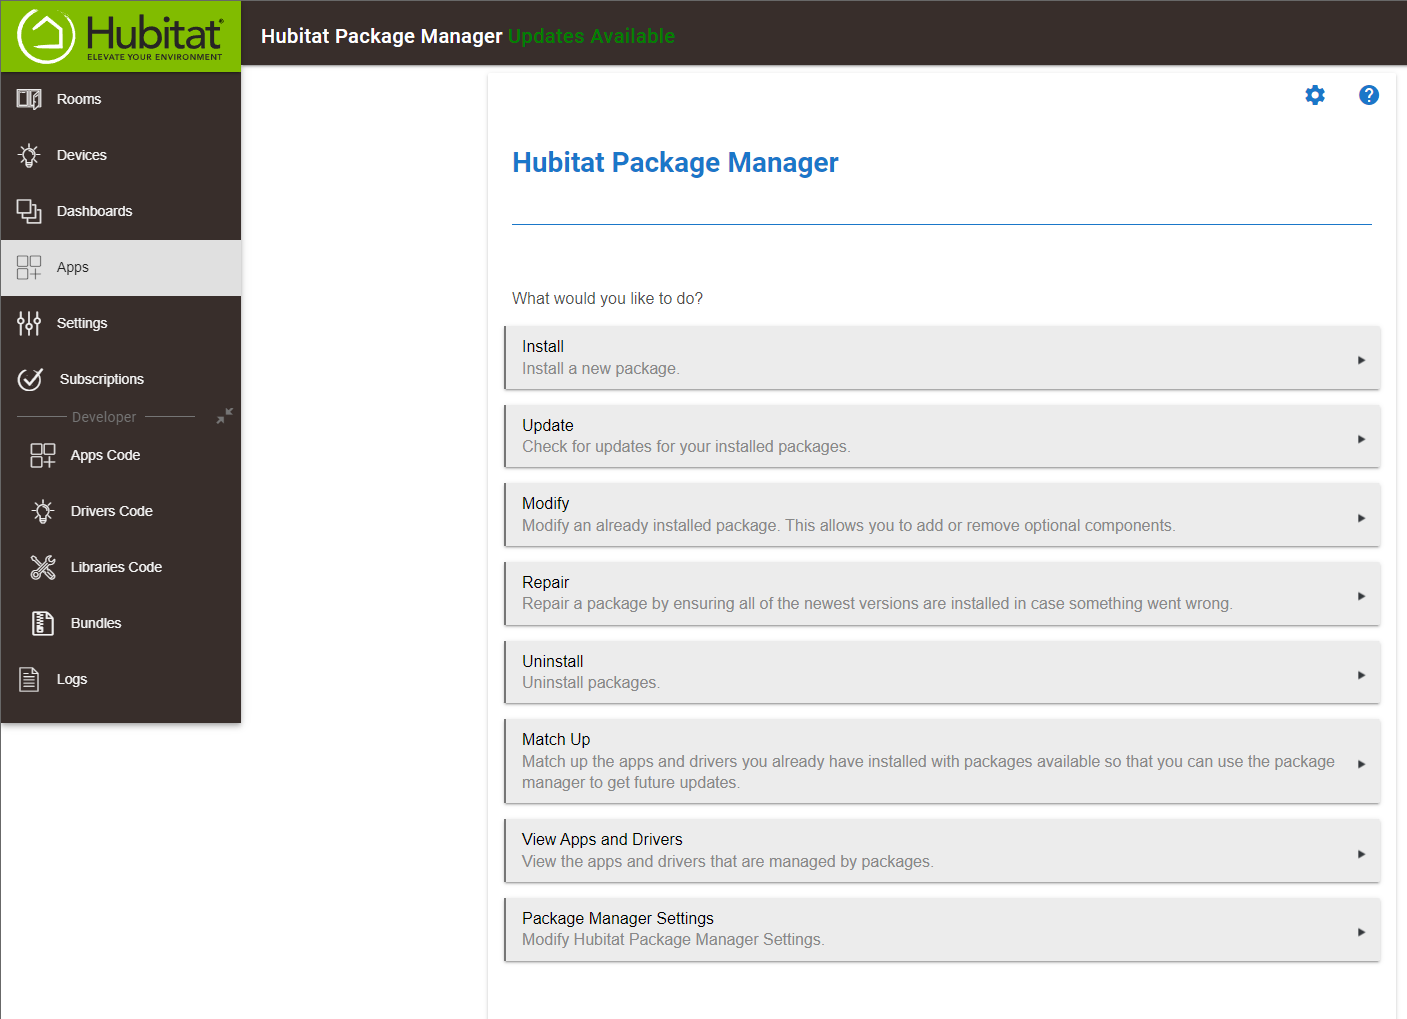 Hubitat®
ELEVATE YOUR ENVIRONMENT
Hubitat Package Manager Updates Available
Rooms
Devices
Dashboards
Apps
Settings
Subscriptions
Developer
Apps Code
Drivers Code
Libraries Code
Bundles
Logs
?
Hubitat Package Manager
What would you like to do?
Install
Install a new package.
Update
Check for updates for your installed packages.
Modify
Modify an already installed package. This allows you to add or remove optional components.
Repair
Repair a package by ensuring all of the newest versions are installed in case something went wrong.
Uninstall
Uninstall packages.
Match Up
Match up the apps and drivers you already have installed with packages available so that you can use the package
manager to get future updates.
View Apps and Drivers
View the apps and drivers that are managed by packages.
Package Manager Settings
Modify Hubitat Package Manager Settings.